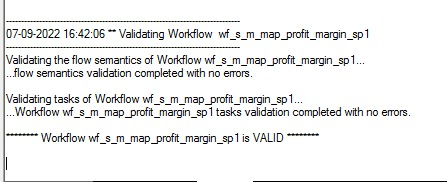 07-09-2022 16:42:06 ** Validating Workflow  wf_s_m_map_profit_margin_sp1
Validating the flow semantics of Workflow wf_s_m_map_profit_margin_sp1...
...flow semantics validation completed with no errors.
Validating tasks of Workflow wf_s_m_map_profit_margin_sp1...
...Workflow wf_s_m_map_profit_margin_sp1 tasks validation completed with no errors.
******** Workflow wf_s_m_map_profit_margin_sp1 is VALID ********